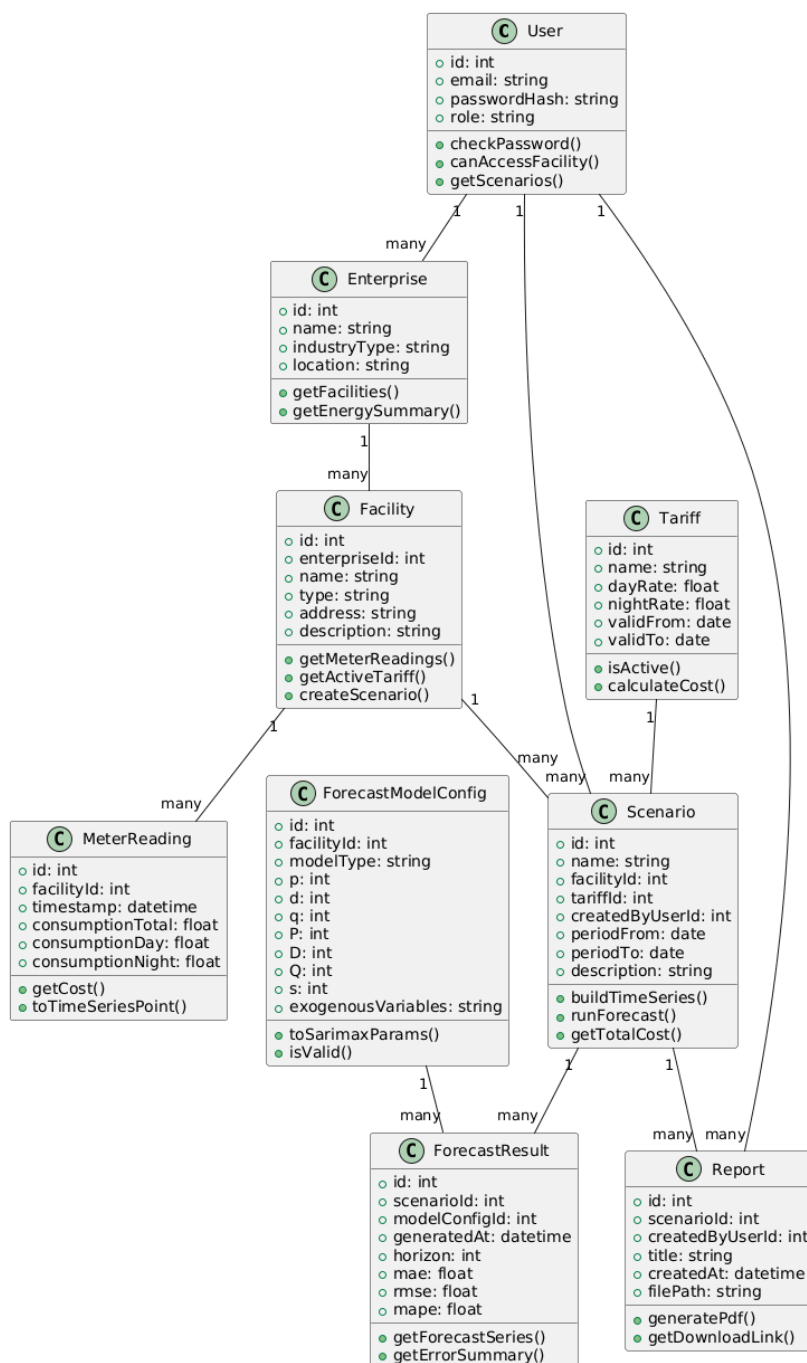 C User
id: int
email: string
passwordHash: string
role: string
checkPassword()
canAccessFacility()
getScenarios()
1
1
1
many
C Enterprise
id: int
name: string
industryType: string
location: string
getFacilities()
getEnergySummary()
1
many
C Facility
id: int
enterpriseId: int
name: string
type: string
address: string
description: string
getMeterReadings()
getActiveTariff()
createScenario()
C Tariff
id: int
name: string
dayRate: float
nightRate: float
validFrom: date
validTo: date
isActive()
calculateCost()
1
1
1
many
many
many
many
C MeterReading
id: int
facilityId: int
timestamp: datetime
consumptionTotal: float
consumptionDay: float
consumptionNight: float
getCost()
toTimeSeriesPoint()
C ForecastModelConfig
id: int
facilityId: int
modelType: string
p: int
d: int
q: int
P: int
D: int
Q: int
s: int
exogenousVariables: string
toSarimaxParams()
isValid()
C Scenario
id: int
name: string
facilityId: int
tariffId: int
createdByUserId: int
periodFrom: date
periodTo: date
description: string
buildTimeSeries()
runForecast()
getTotalCost()
1
1
1
many
many
many
many
C ForecastResult
id: int
scenarioId: int
modelConfigId: int
generatedAt: datetime
horizon: int
mae: float
rmse: float
mape: float
getForecastSeries()
getErrorSummary()
C Report
id: int
scenarioId: int
createdByUserId: int
title: string
createdAt: datetime
filePath: string
generatePdf()
getDownloadLink()